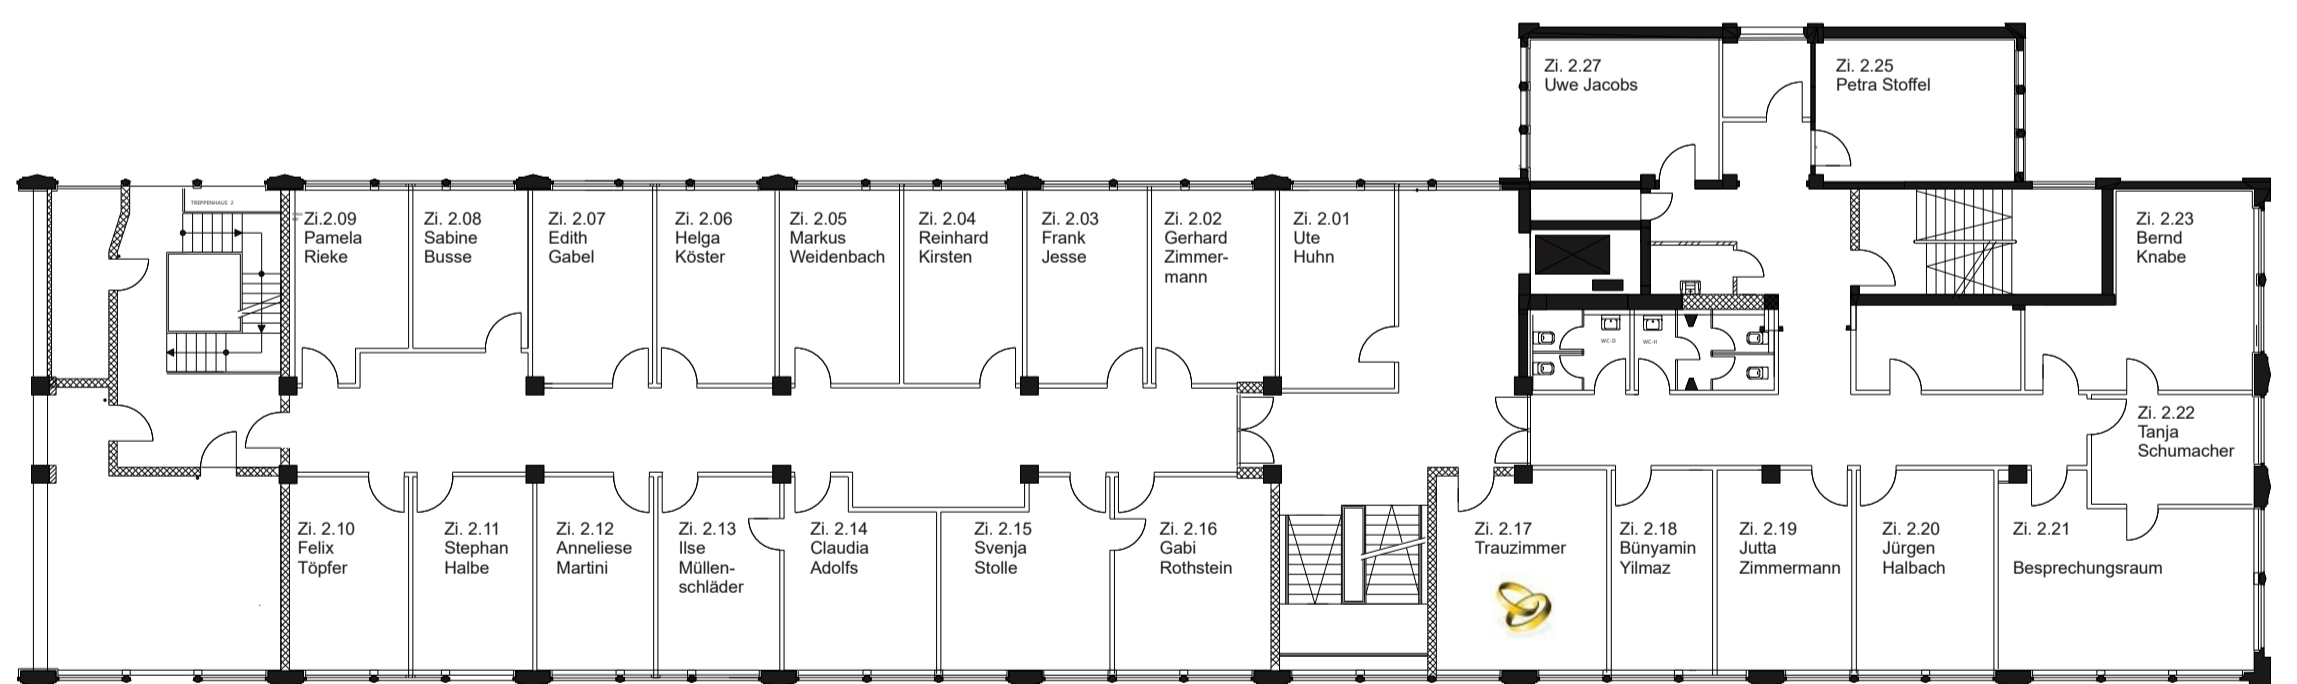 Zi. 2.27
Uwe Jacobs
Zi. 2.25
Petra Stoffel
TREPPENHAUS 2
Zi.2.09
Pamela
Rieke
Zi. 2.08
Sabine
Busse
Zi. 2.07
Edith
Gabel
Zi. 2.06
Helga
Köster
Zi. 2.05
Markus
Weidenbach
Zi. 2.04
Reinhard
Kirsten
Zi. 2.03
Frank
Jesse
Zi. 2.02
Gerhard
Zimmer-
mann
Zi. 2.01
Ute
Huhn
Zi. 2.23
Bernd
Knabe
WC-D
WC-H
Zi. 2.22
Tanja
Schumacher
Zi. 2.10
Felix
Töpfer
Zi. 2.11
Stephan
Halbe
Zi. 2.12
Anneliese
Martini
Zi. 2.13
Ilse
Müllen-
schläder
Zi. 2.14
Claudia
Adolfs
Zi. 2.15
Svenja
Stolle
Zi. 2.16
Gabi
Rothstein
Zi. 2.17
Trauzimmer
Zi. 2.18
Bünyamin
Yilmaz
Zi. 2.19
Jutta
Zimmermann
Zi. 2.20
Jürgen
Halbach
Zi. 2.21
Besprechungsraum